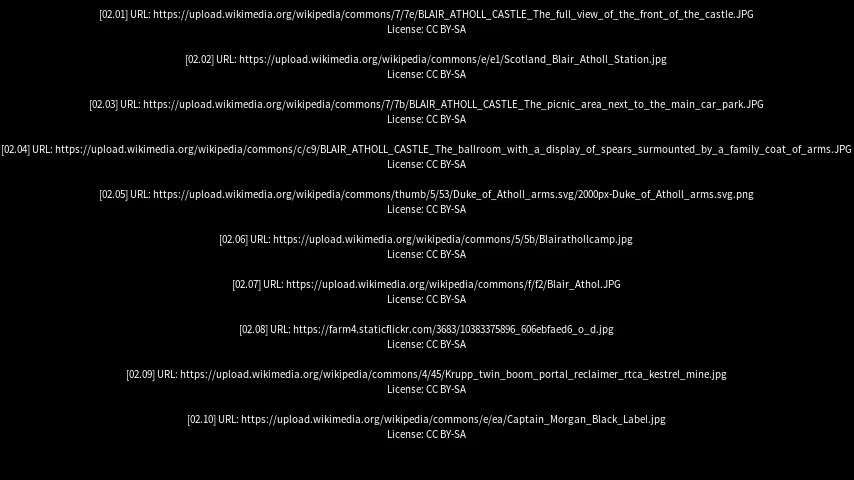 [02.01] URL: https://upload.wikimedia.org/wikipedia/commons/7/7e/BLAIR_ATHOLL_CASTLE_The_full_view_of_the_front_of_the_castle.JPG
License: CC BY-SA
[02.02] URL: https://upload.wikimedia.org/wikipedia/commons/e/e1/Scotland_Blair_Atholl_Station.jpg
License: CC BY-SA
[02.03] URL: https://upload.wikimedia.org/wikipedia/commons/7/7b/BLAIR_ATHOLL_CASTLE_The_picnic_area_next_to_the_main_car_park.JPG
License: CC BY-SA
[02.04] URL: https://upload.wikimedia.org/wikipedia/commons/c/c9/BLAIR_ATHOLL_CASTLE_The_ballroom_with_a_display_of_spears_surmounted_by_a_family_coat_of_arms.JPG
License: CC BY-SA
[02.05] URL: https://upload.wikimedia.org/wikipedia/commons/thumb/5/53/Duke_of_Atholl_arms.svg/2000px-Duke_of_Atholl_arms.svg.png
License: CC BY-SA
[02.06] URL: https://upload.wikimedia.org/wikipedia/commons/5/5b/Blairathollcamp.jpg
License: CC BY-SA
[02.07] URL: https://upload.wikimedia.org/wikipedia/commons/f/f2/Blair_Athol.JPG
License: CC BY-SA
[02.08] URL: https://farm4.staticflickr.com/3683/10383375896_606ebfaed6_o_d.jpg
License: CC BY-SA
[02.09] URL: https://upload.wikimedia.org/wikipedia/commons/4/45/Krupp_twin_boom_portal_reclaimer_rtca_kestrel_mine.jpg
License: CC BY-SA
[02.10] URL: https://upload.wikimedia.org/wikipedia/commons/e/ea/Captain_Morgan_Black_Label.jpg
License: CC BY-SA